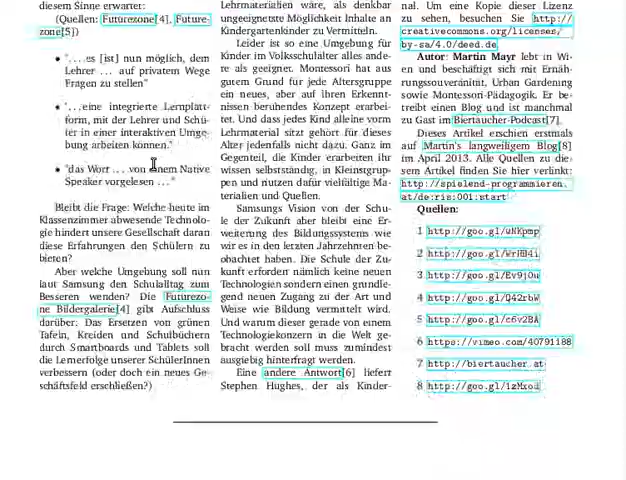 diesem Sinne erwartet:
(Quellen: Futurezone[4], Future-
zone[5])
• "....es [ist] nun möglich, dem
Lehrer ... auf privatem Wege
Fragen zu stellen"
• "...eine integrierte Lernplatt-
form, mit der Lehrer und Schü-
ler in einer interaktiven Umge-
bung arbeiten können."
• "das Wort ... von einem Native
Speaker vorgelesen ..."
Bleibt die Frage: Welche heute im
Klassenzimmer abwesende Technolo-
gie hindert unsere Gesellschaft daran
diese Erfahrungen den Schülern zu
bieten?
Aber welche Umgebung soll nun
laut Samsung den Schulalltag zum
Besseren wenden? Die Futurezo-
ne Bildergalerie[4] gibt Aufschluss
darüber: Das Ersetzen von grünen
Tafeln, Kreiden und Schulbüchern
durch Smartboards und Tablets soll
die Lernerfolge unserer SchülerInnen
verbessern (oder doch ein neues Ge-
schäftsfeld erschließen?)
Lehrermaterialien wäre, als denkbar
ungeeignetste Möglichkeit Inhalte an
Kindergartenkinder zu Vermitteln.
Leider ist so eine Umgebung für
Kinder im Volksschulalter alles ande-
re als geeignet. Montessori hat aus
gutem Grund für jede Altersgruppe
ein neues, aber auf ihren Erkennt-
nissen beruhendes Konzept erarbei-
tet. Und dass jedes Kind alleine vorm
Lehrmaterial sitzt gehört für dieses
Alter jedenfalls nicht dazu. Ganz im
Gegenteil, die Kinder erarbeiten ihr
wissen selbstständig, in Kleinstgrup-
pen und nutzen dafür vielfältige Ma-
terialien und Quellen.
Samsungs Vision von der Schu-
le der Zukunft aber bleibt eine Er-
weiterung des Bildungssystems wie
wir es in den letzten Jahrzehnten be-
obachtet haben. Die Schule der Zu-
kunft erfordert nämlich keine neuen
Technologien sondern einen grundle-
gend neuen Zugang zu der Art und
Weise wie Bildung vermittelt wird.
Und warum dieser gerade von einem
Technologiekonzern in die Welt ge-
bracht werden soll muss zumindest
ausgiebig hinterfragt werden.
Eine andere Antwort[6] liefert
Stephen Hughes, der als Kinder-
nal. Um eine Kopie dieser Lizenz
zu sehen, besuchen Sie http://
creativecommons.org/licenses/
by-sa/4.0/deed.de
Autor: Martin Mayr lebt in Wi-
en und beschäftigt sich mit Ernäh-
rungssouveränität, Urban Gardening
sowie Montessori-Pädagogik. Er be-
treibt einen Blog und ist manchmal
zu Gast im Biertaucher-Podcast[7].
Dieses Artikel erschien erstmals
auf Martin's langweiligem Blog[8]
im April 2013. Alle Quellen zu die-
sem Artikel finden Sie hier verlinkt:
http://spielend-programmieren.
at/de:ris:001:start
Quellen:
1 http://goo.gl/uNKpmp
2 http://goo.gl/WrHH4i
3 http://goo.gl/Ev9j0u
4 http://goo.gl/Q42rbW
5 http://goo.gl/c6v2BA
6 https://vimeo.com/40791188
7 http://biertaucher.at
8 http://goo.gl/1zMxod